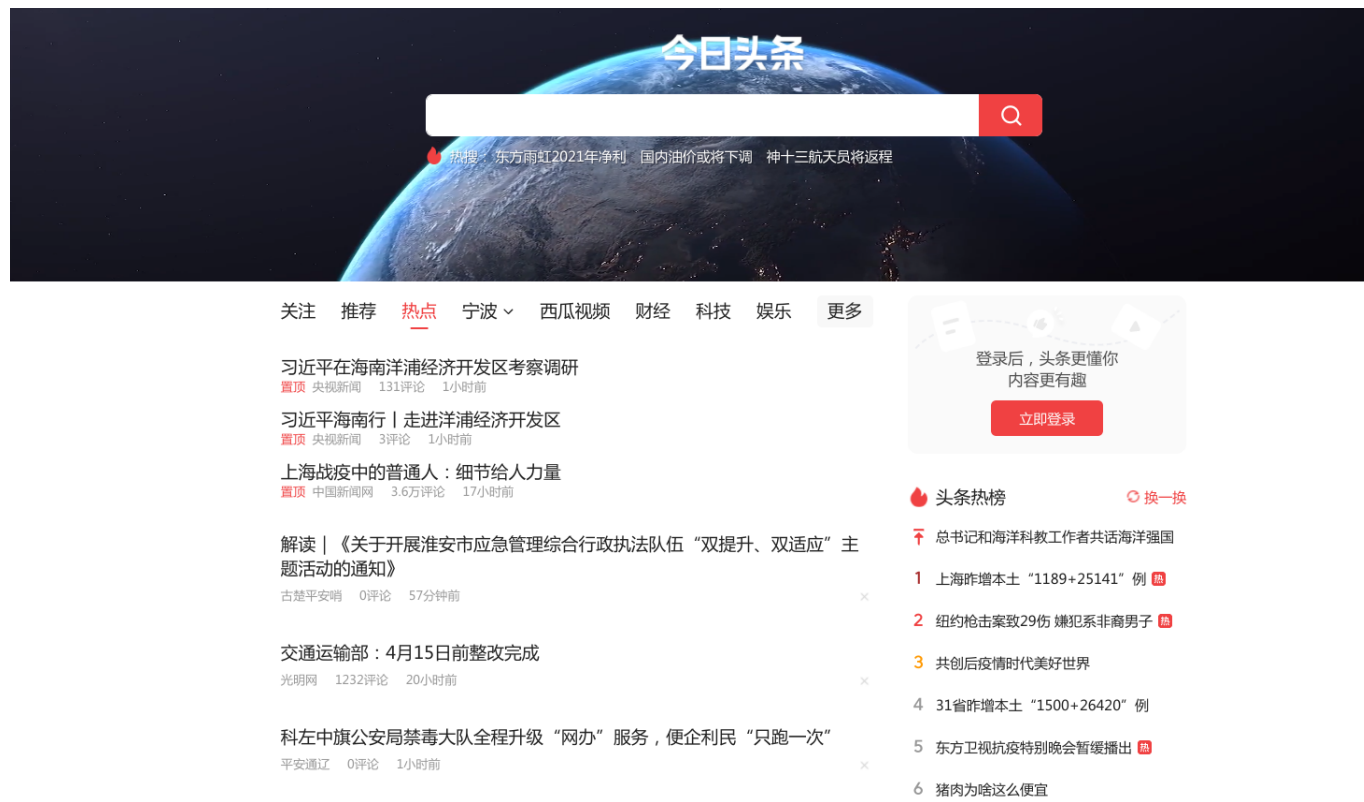 今日头条
热搜： 东方雨虹2021年净利 国内油价或将下调 神十三航天员将返程
关注 推荐 热点 宁波 西瓜视频 财经 科技 娱乐 更多
习近平在海南洋浦经济开发区考察调研
置顶 央视新闻 131评论 1小时前
习近平海南行丨走进洋浦经济开发区
置顶 央视新闻 3评论 1小时前
上海战疫中的普通人：细节给人力量
置顶 中国新闻网 3.6万评论 17小时前
解读｜《关于开展淮安市应急管理综合行政执法队伍“双提升、双适应”主
题活动的通知》
古楚平安哨 0评论 57分钟前
交通运输部：4月15日前整改完成
光明网 1232评论 20小时前
科左中旗公安局禁毒大队全程升级“网办”服务，便企利民“只跑一次”
平安通辽 0评论 1小时前
登录后，头条更懂你
内容更有趣
立即登录
头条热榜 换一换
总书记和海洋科教工作者共话海洋强国
1 上海昨增本土“1189+25141”例 热
2 纽约枪击案致29伤 嫌犯系非裔男子 热
3 共创后疫情时代美好世界
4 31省昨增本土“1500+26420”例
5 东方卫视抗疫特别晚会暂缓播出 热
6 猪肉为啥这么便宜